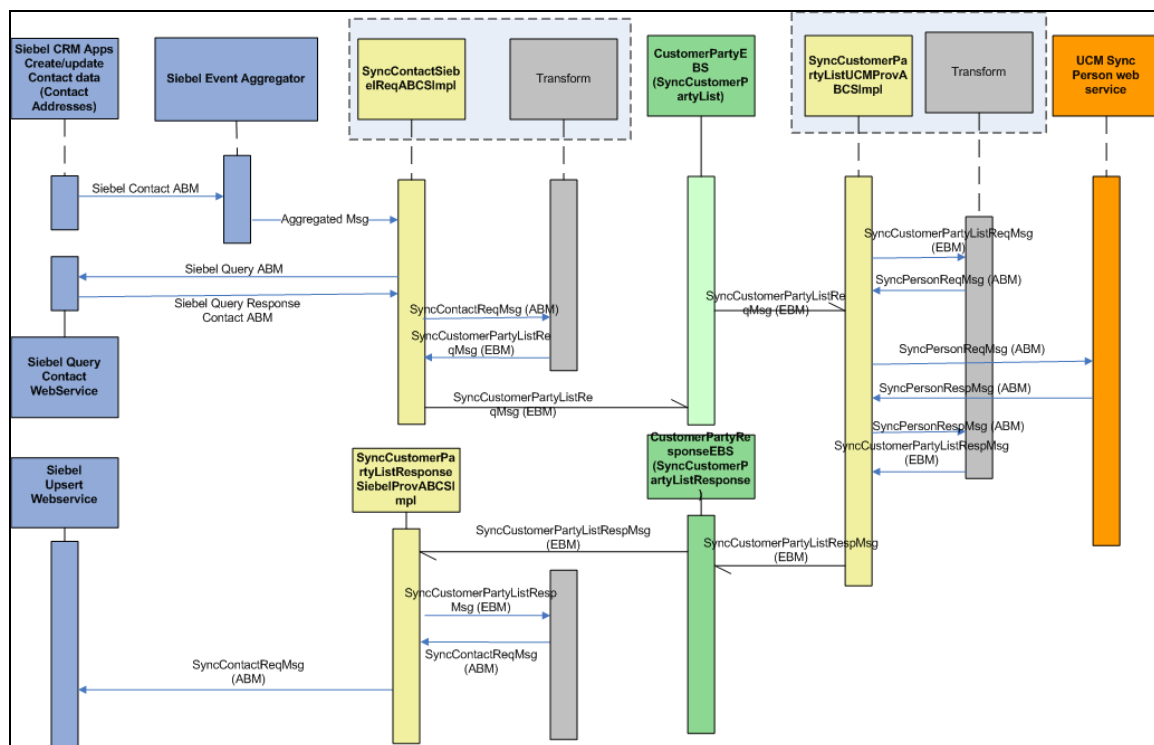 Siebel CRM Apps
Create/update
Contact data
(Contact
Addresses)
Siebel Event Aggregator
SyncContactSie
belReqABCSImpl
Transform
CustomerPartyE
BS
(SyncCustomer
PartyList)
SyncCustomerPa
rtyListUCMProvA
BCSImpl
Transform
UCM Sync
Person web
service
Siebel Contact ABM
Aggregated Msg
Siebel Query ABM
Siebel Query Response
Contact ABM
SyncContactReqMsg (ABM)
SyncCustomerPartyListRe
qMsg (EBM)
SyncCustomerPartyListRe
qMsg (EBM)
SyncCustomerPartyListRe
qMsg (EBM)
SyncCustomerPartyListReqMsg
(EBM)
SyncPersonReqMsg (ABM)
SyncPersonReqMsg (ABM)
SyncPersonRespMsg (ABM)
SyncPersonRespMsg (ABM)
SyncCustomerPartyListRespMsg
(EBM)
Siebel Query
Contact
WebService
Siebel
Upsert
Webservice
SyncCustomerPa
rtyListResponse
SiebelProvABCSI
mpl
CustomerPartyRe
sponseEBS
(SyncCustomerP
artyListResponse
SyncCustomerPartyListRespMsg
(EBM)
SyncCustomerPartyListRespMsg
(EBM)
SyncCustomerPartyListResp
Msg (EBM)
SyncContactReqMsg
(ABM)
SyncContactReqMsg
(ABM)